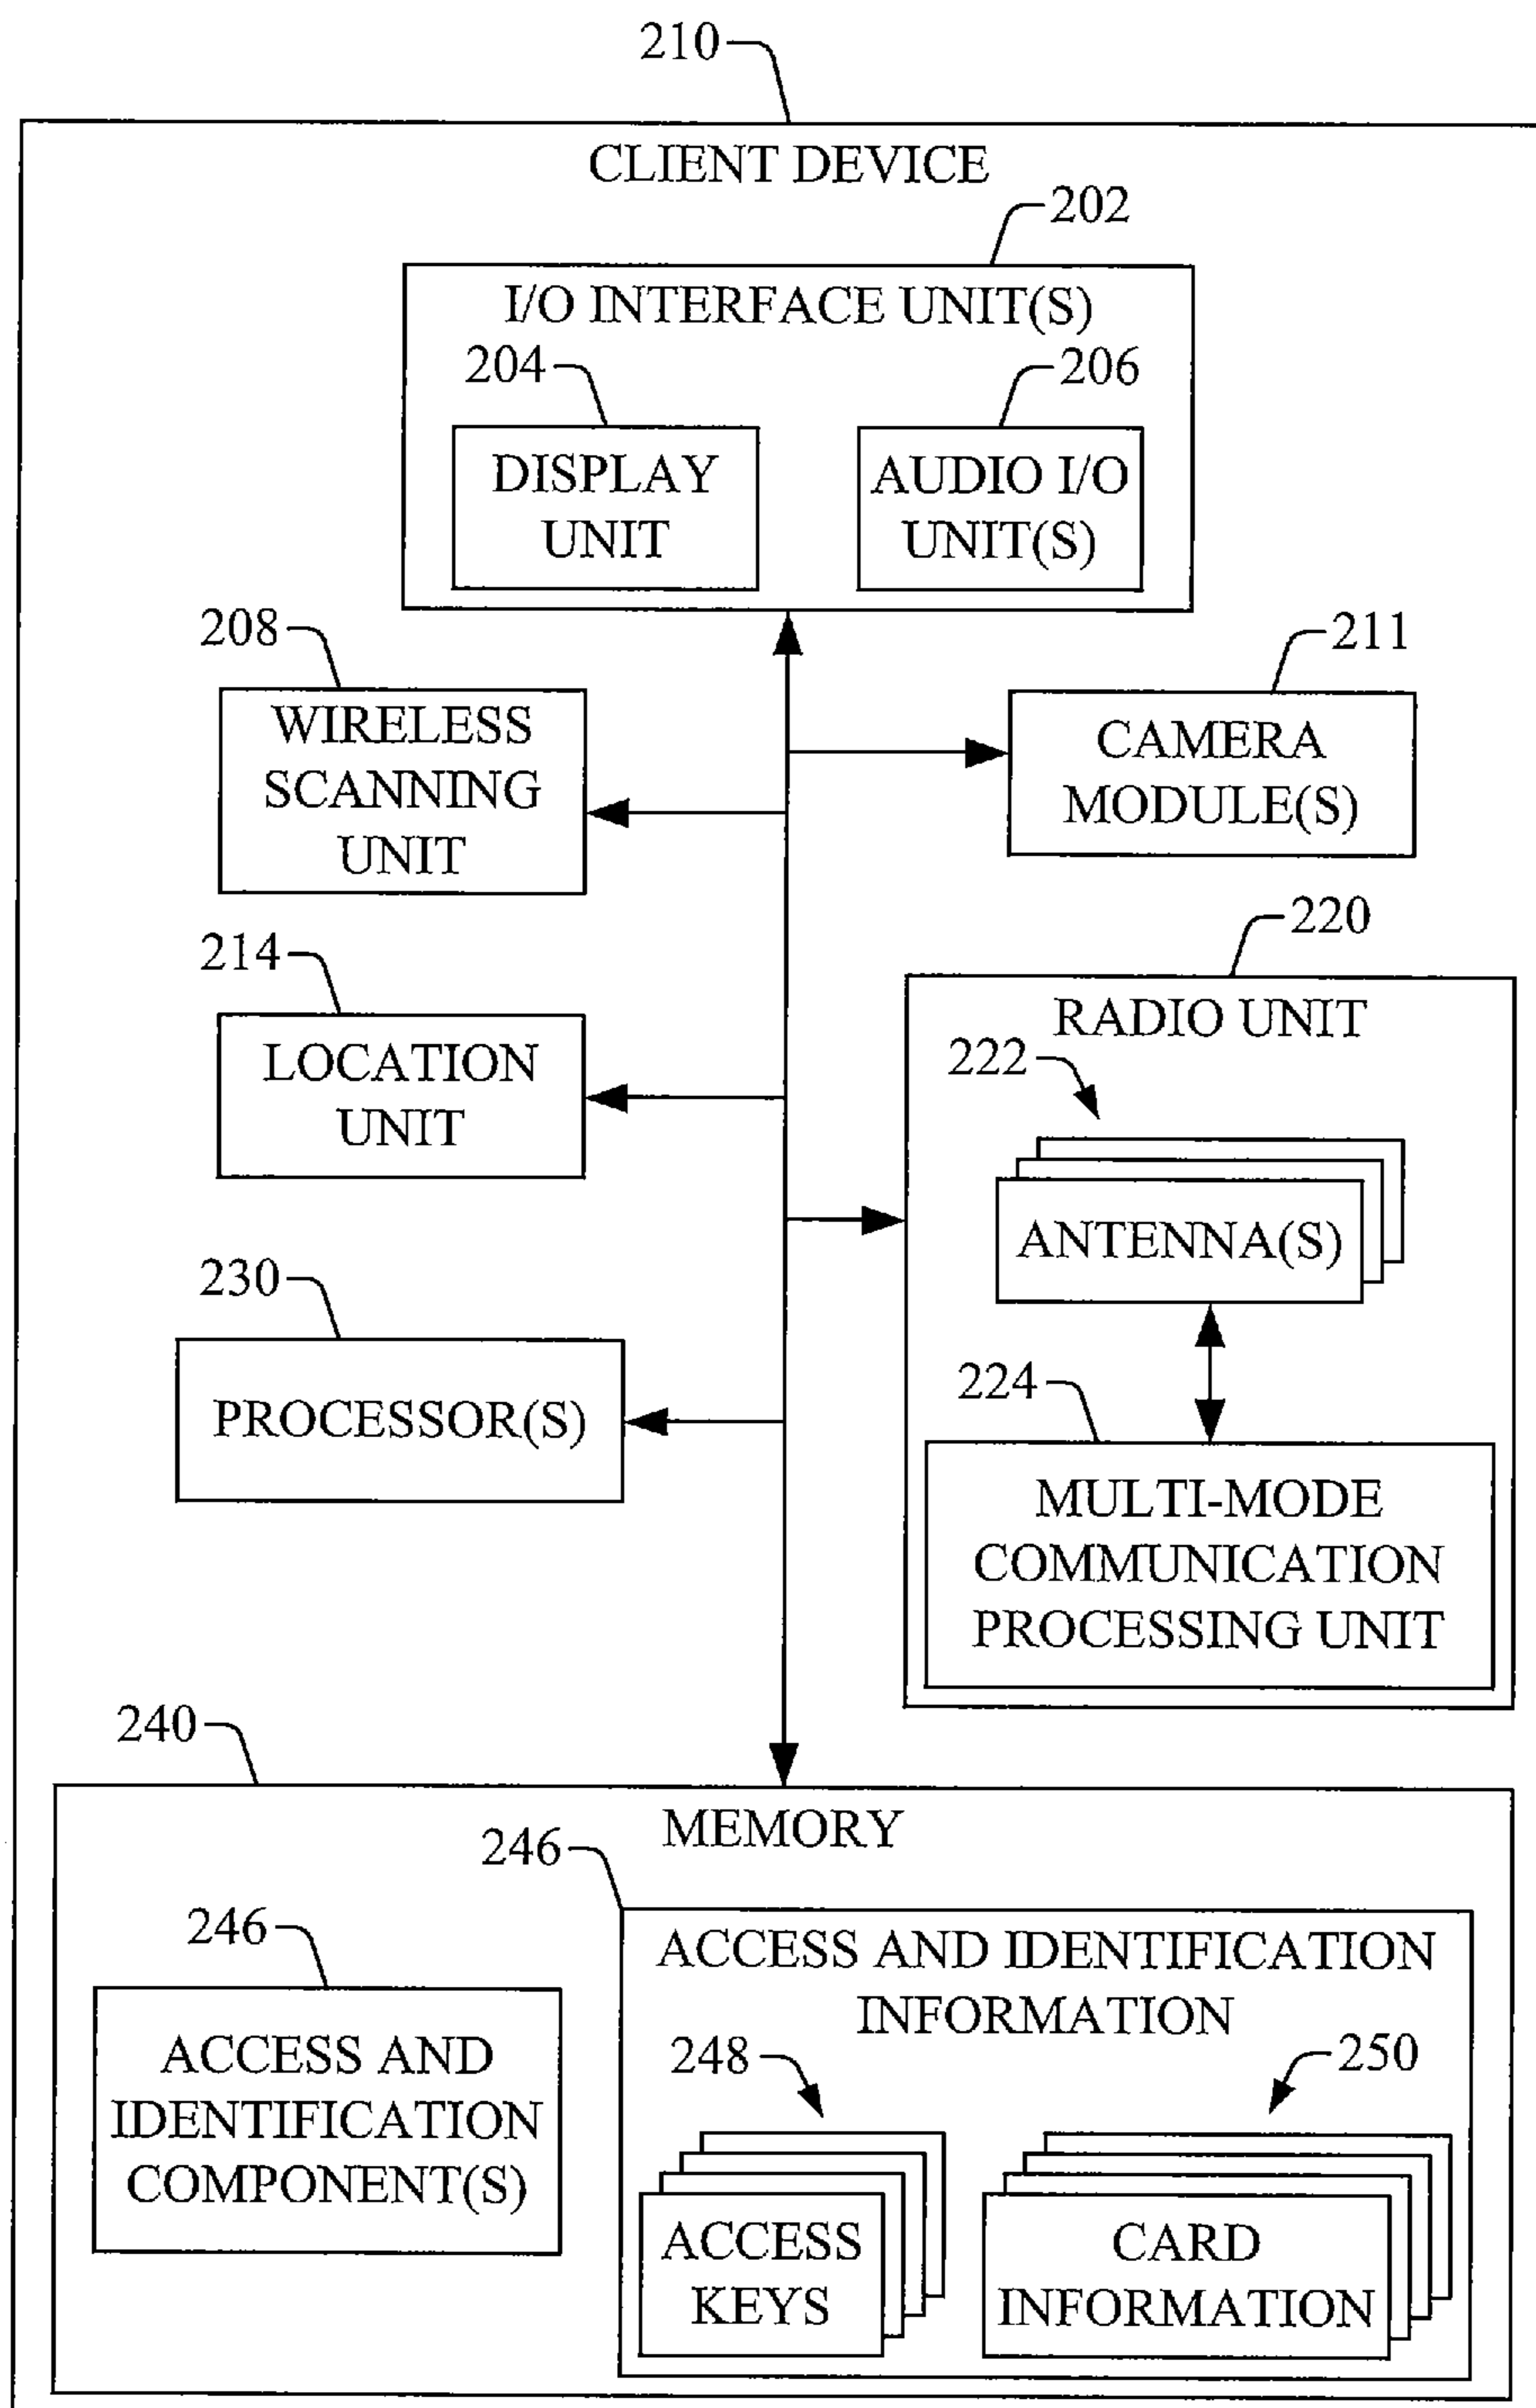 210
CLIENT DEVICE
202
I/O INTERFACE UNIT(S)
204
206
DISPLAY
UNIT
AUDIO I/O
UNIT(S)
208
211
WIRELESS
SCANNING
UNIT
CAMERA
MODULE(S)
214
220
LOCATION
UNIT
RADIO UNIT
222
ANTENNA(S)
230
PROCESSOR(S)
224
MULTI-MODE
COMMUNICATION
PROCESSING UNIT
240
MEMORY
246
246
ACCESS AND
IDENTIFICATION
COMPONENT(S)
ACCESS AND IDENTIFICATION
INFORMATION
248
250
ACCESS
KEYS
CARD
INFORMATION